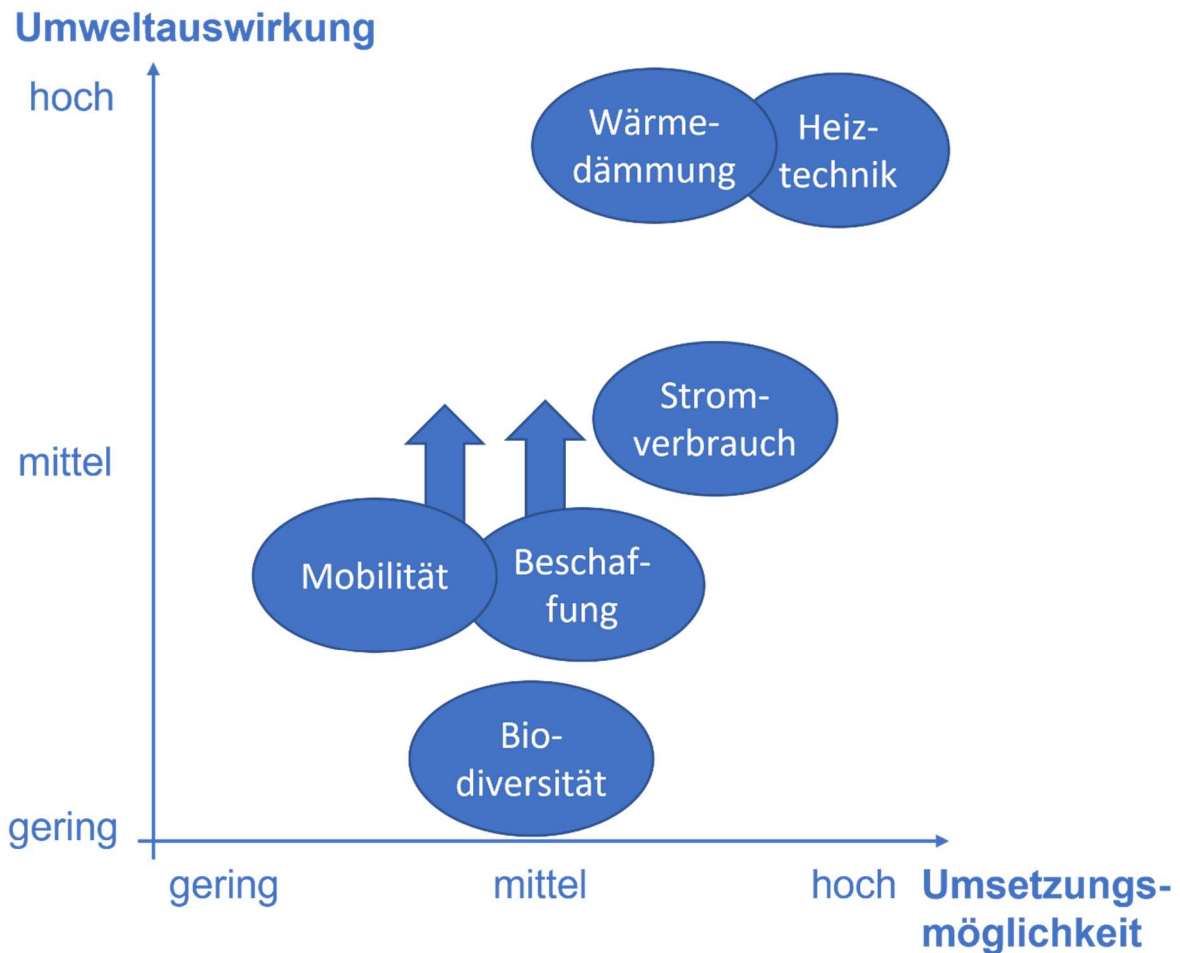 Umweltauswirkung
hoch
Wärme-
dämmung
Heiz-
technik
Strom-
verbrauch
mittel
Mobilität
Beschaf-
fung
Bio-
diversität
gering
gering
mittel
hoch
Umsetzungs-
möglichkeit